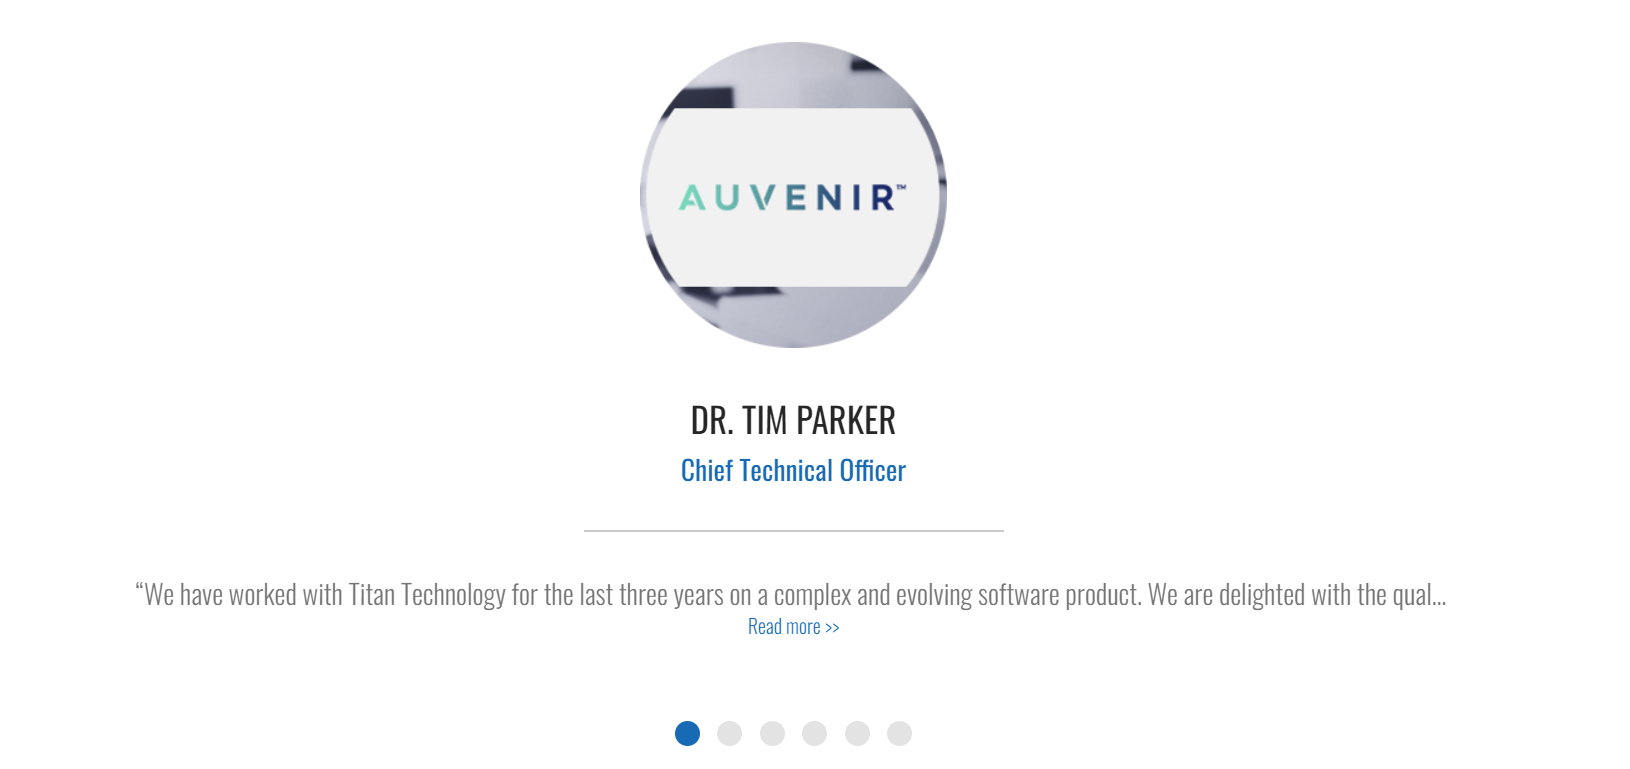 AUVENIR™
DR. TIM PARKER
Chief Technical Officer
“We have worked with Titan Technology for the last three years on a complex and evolving software product. We are delighted with the qual...
Read more >>